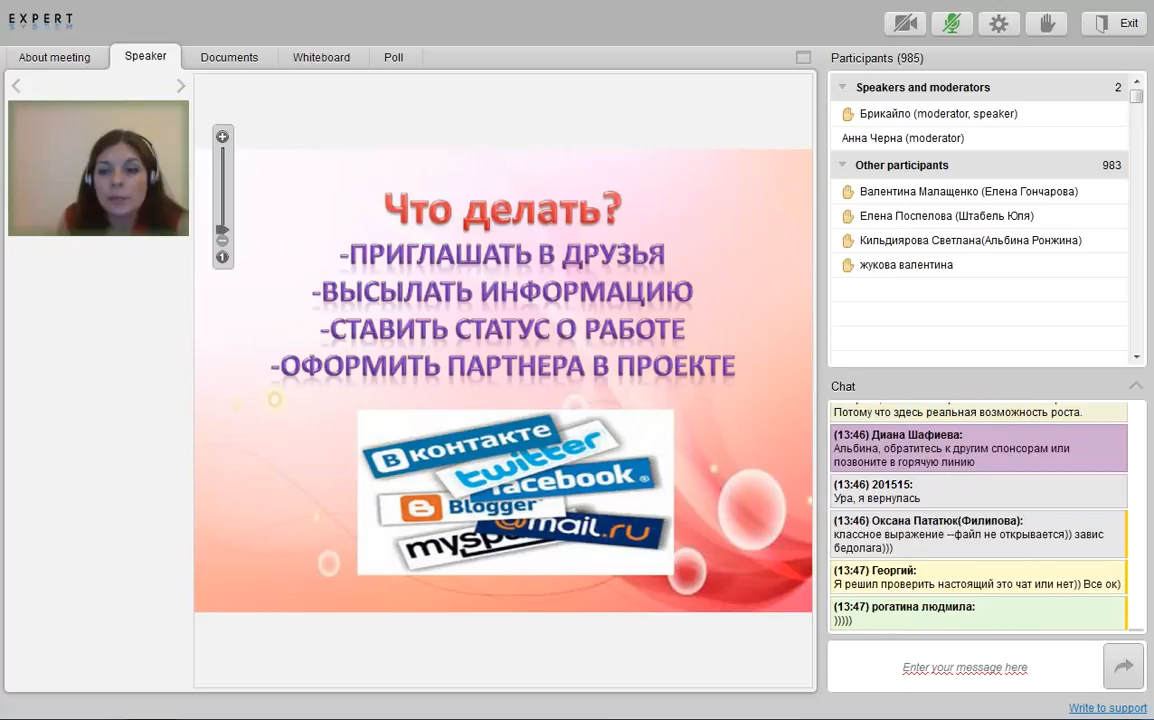 EXPERT
SYSTEM
Exit
About meeting
Speaker
Documents
Whiteboard
Poll
Что делать?
-ПРИГЛАШАТЬ В ДРУЗЬЯ
-ВЫСЫЛАТЬ ИНФОРМАЦИЮ
-СТАВИТЬ СТАТУС О РАБОТЕ
-ОФОРМИТЬ ПАРТНЕРА В ПРОЕКТЕ
В КОНТАКТЕ
twitter
facebook
Blogger
@mail.ru
Participants (985)
Speakers and moderators 2
Брикайло (moderator, speaker)
Анна Черна (moderator)
Other participants 983
Валентина Малащенко (Елена Гончарова)
Елена Поспелова (Штабель Юля)
Кильдиярова Светлана(Альбина Ронжина)
жукова валентина
Chat
Потому что здесь реальная возможность роста.
(13:46) Диана Шафиева:
Альбина, обратитесь к другим спонсорам или
позвоните в горячую линию
(13:46) 201515:
Ура, я вернулась
(13:46) Оксана Пататюк(Филипова):
классное выражение --файл не открывается)) завис
бедолага)))
(13:47) Георгий:
Я решил проверить настоящий это чат или нет)) Все ок)
(13:47) рогатина людмила:
)))))
Enter your message here
Write to support